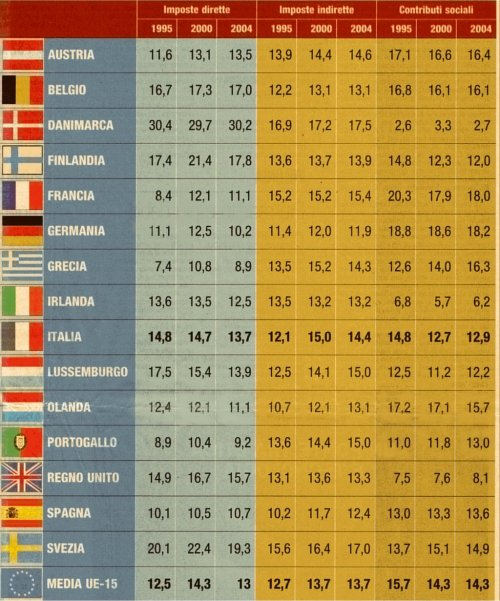 Imposte dirette Imposte indirette Contributi sociali
1995 2000 2004 1995 2000 2004 1995 2000 2004
AUSTRIA 11,6 13,1 13,5 13,9 14,4 14,6 17,1 16,6 16,4
BELGIO 16,7 17,3 17,0 12,2 13,1 13,1 16,8 16,1 16,1
DANIMARCA 30,4 29,7 30,2 16,9 17,2 17,5 2,6 3,3 2,7
FINLANDIA 17,4 21,4 17,8 13,6 13,7 13,9 14,8 12,3 12,0
FRANCIA 8,4 12,1 11,1 15,2 15,2 15,4 20,3 17,9 18,0
GERMANIA 11,1 12,5 10,2 11,4 12,0 11,9 18,8 18,6 18,2
GRECIA 7,4 10,8 8,9 13,5 15,2 14,3 12,6 14,0 16,3
IRLANDA 13,6 13,5 12,5 13,5 13,2 13,2 6,8 5,7 6,2
ITALIA 14,8 14,7 13,7 12,1 15,0 14,4 14,8 12,7 12,9
LUSSEMBURGO 17,5 15,4 13,9 12,5 14,1 15,0 12,5 11,2 12,2
OLANDA 12,4 12,1 11,1 10,7 12,1 13,1 17,2 17,1 15,7
PORTOGALLO 8,9 10,4 9,2 13,6 14,4 15,0 11,0 11,8 13,0
REGNO UNITO 14,9 16,7 15,7 13,1 13,6 13,3 7,5 7,6 8,1
SPAGNA 10,1 10,5 10,7 10,2 11,7 12,4 13,0 13,3 13,6
SVEZIA 20,1 22,4 19,3 15,6 16,4 17,0 13,7 15,1 14,9
MEDIA UE-15 12,5 14,3 13 12,7 13,7 13,7 15,7 14,3 14,3